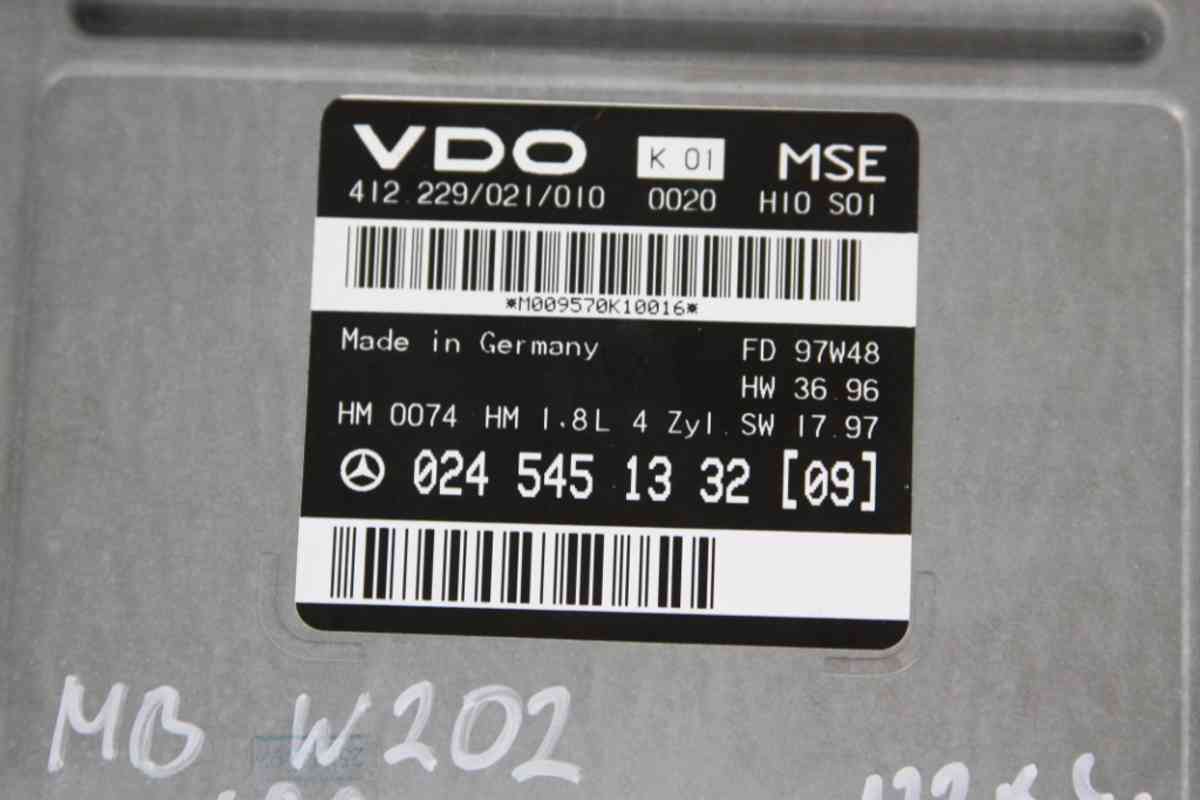 VDO K 01 MSE
412.229/021/010 0020 H10 S01
*M009570K10016*
Made in Germany FD 97W48
HW 36.96
HM 0074 HM 1.8L 4 Zyl. SW 17.97
024 545 13 32 [09]
MB W202